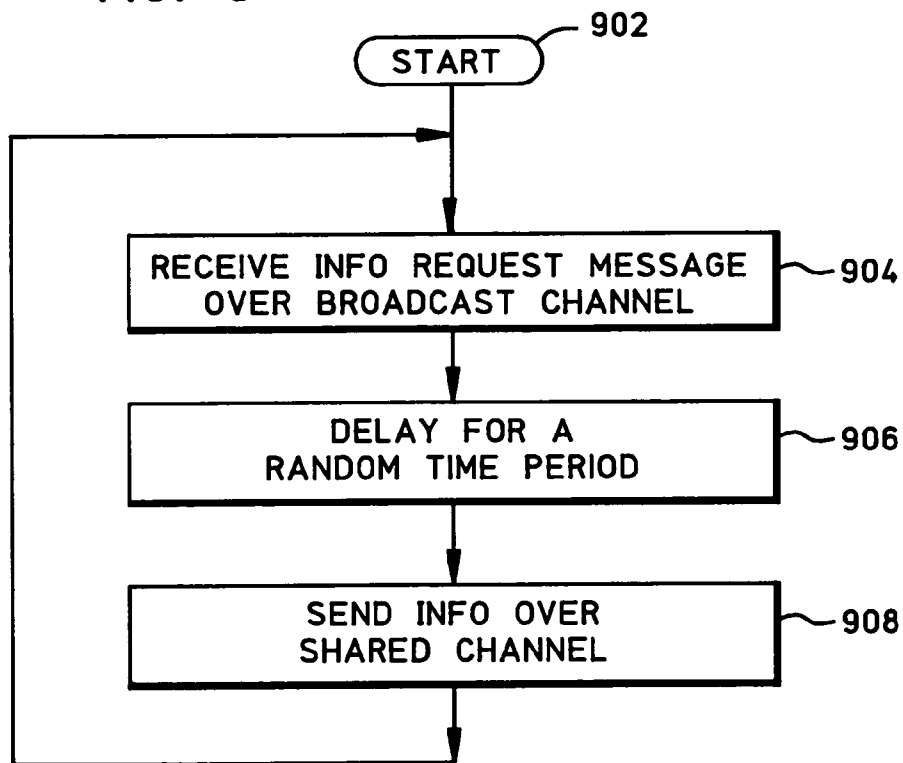 902
START
RECEIVE INFO REQUEST MESSAGE
OVER BROADCAST CHANNEL
904
DELAY FOR A
RANDOM TIME PERIOD
906
SEND INFO OVER
SHARED CHANNEL
908